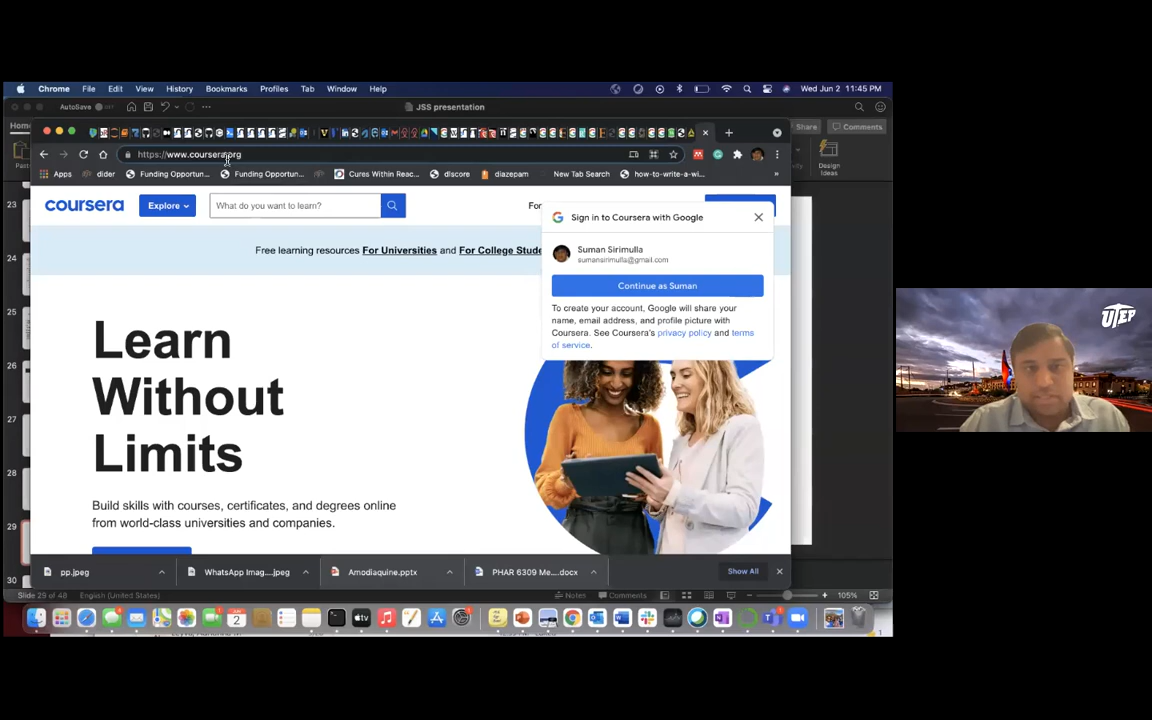 Chrome File Edit View History Bookmarks Profiles Tab Window Help Wed Jun 2 11:45 PM
AutoSave JSS presentation
Share Comments
https://www.coursera.org
Apps dider Funding Opportun... Funding Opportun... Cures Within Reac... discore diazepam New Tab Search how-to-write-a-wi... »
Design
Ideas
coursera Explore What do you want to learn? For
Sign in to Coursera with Google
Free learning resources For Universities and For College Stude
Suman Sirimulla
sumansirimulla@gmail.com
Continue as Suman
To create your account, Google will share your
name, email address, and profile picture with
Coursera. See Coursera's privacy policy and terms
of service.
Learn
Without
Limits
Build skills with courses, certificates, and degrees online
from world-class universities and companies.
23
24
25
26
27
28
29
30
pp.jpeg WhatsApp Imag....jpeg Amodiaquine.pptx PHAR 6309 Me....docx Show All
Slide 29 of 48 English (United States) Notes Comments 105%
UTEP